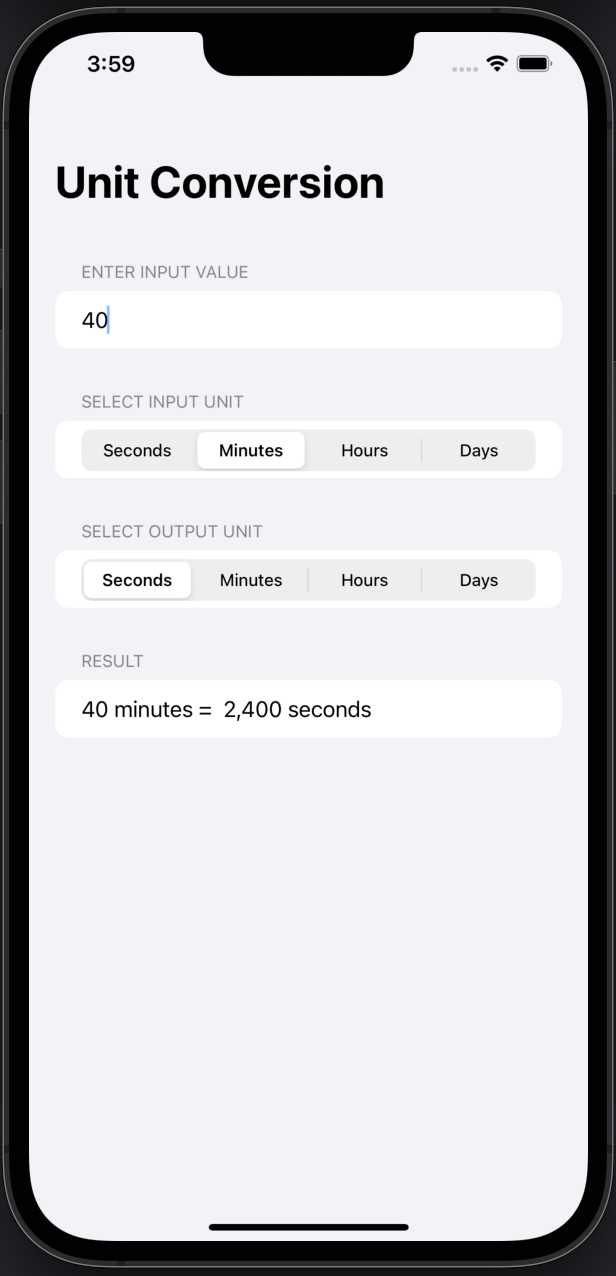 3:59
Unit Conversion
ENTER INPUT VALUE
40
SELECT INPUT UNIT
Seconds Minutes Hours Days
SELECT OUTPUT UNIT
Seconds Minutes Hours Days
RESULT
40 minutes =  2,400 seconds